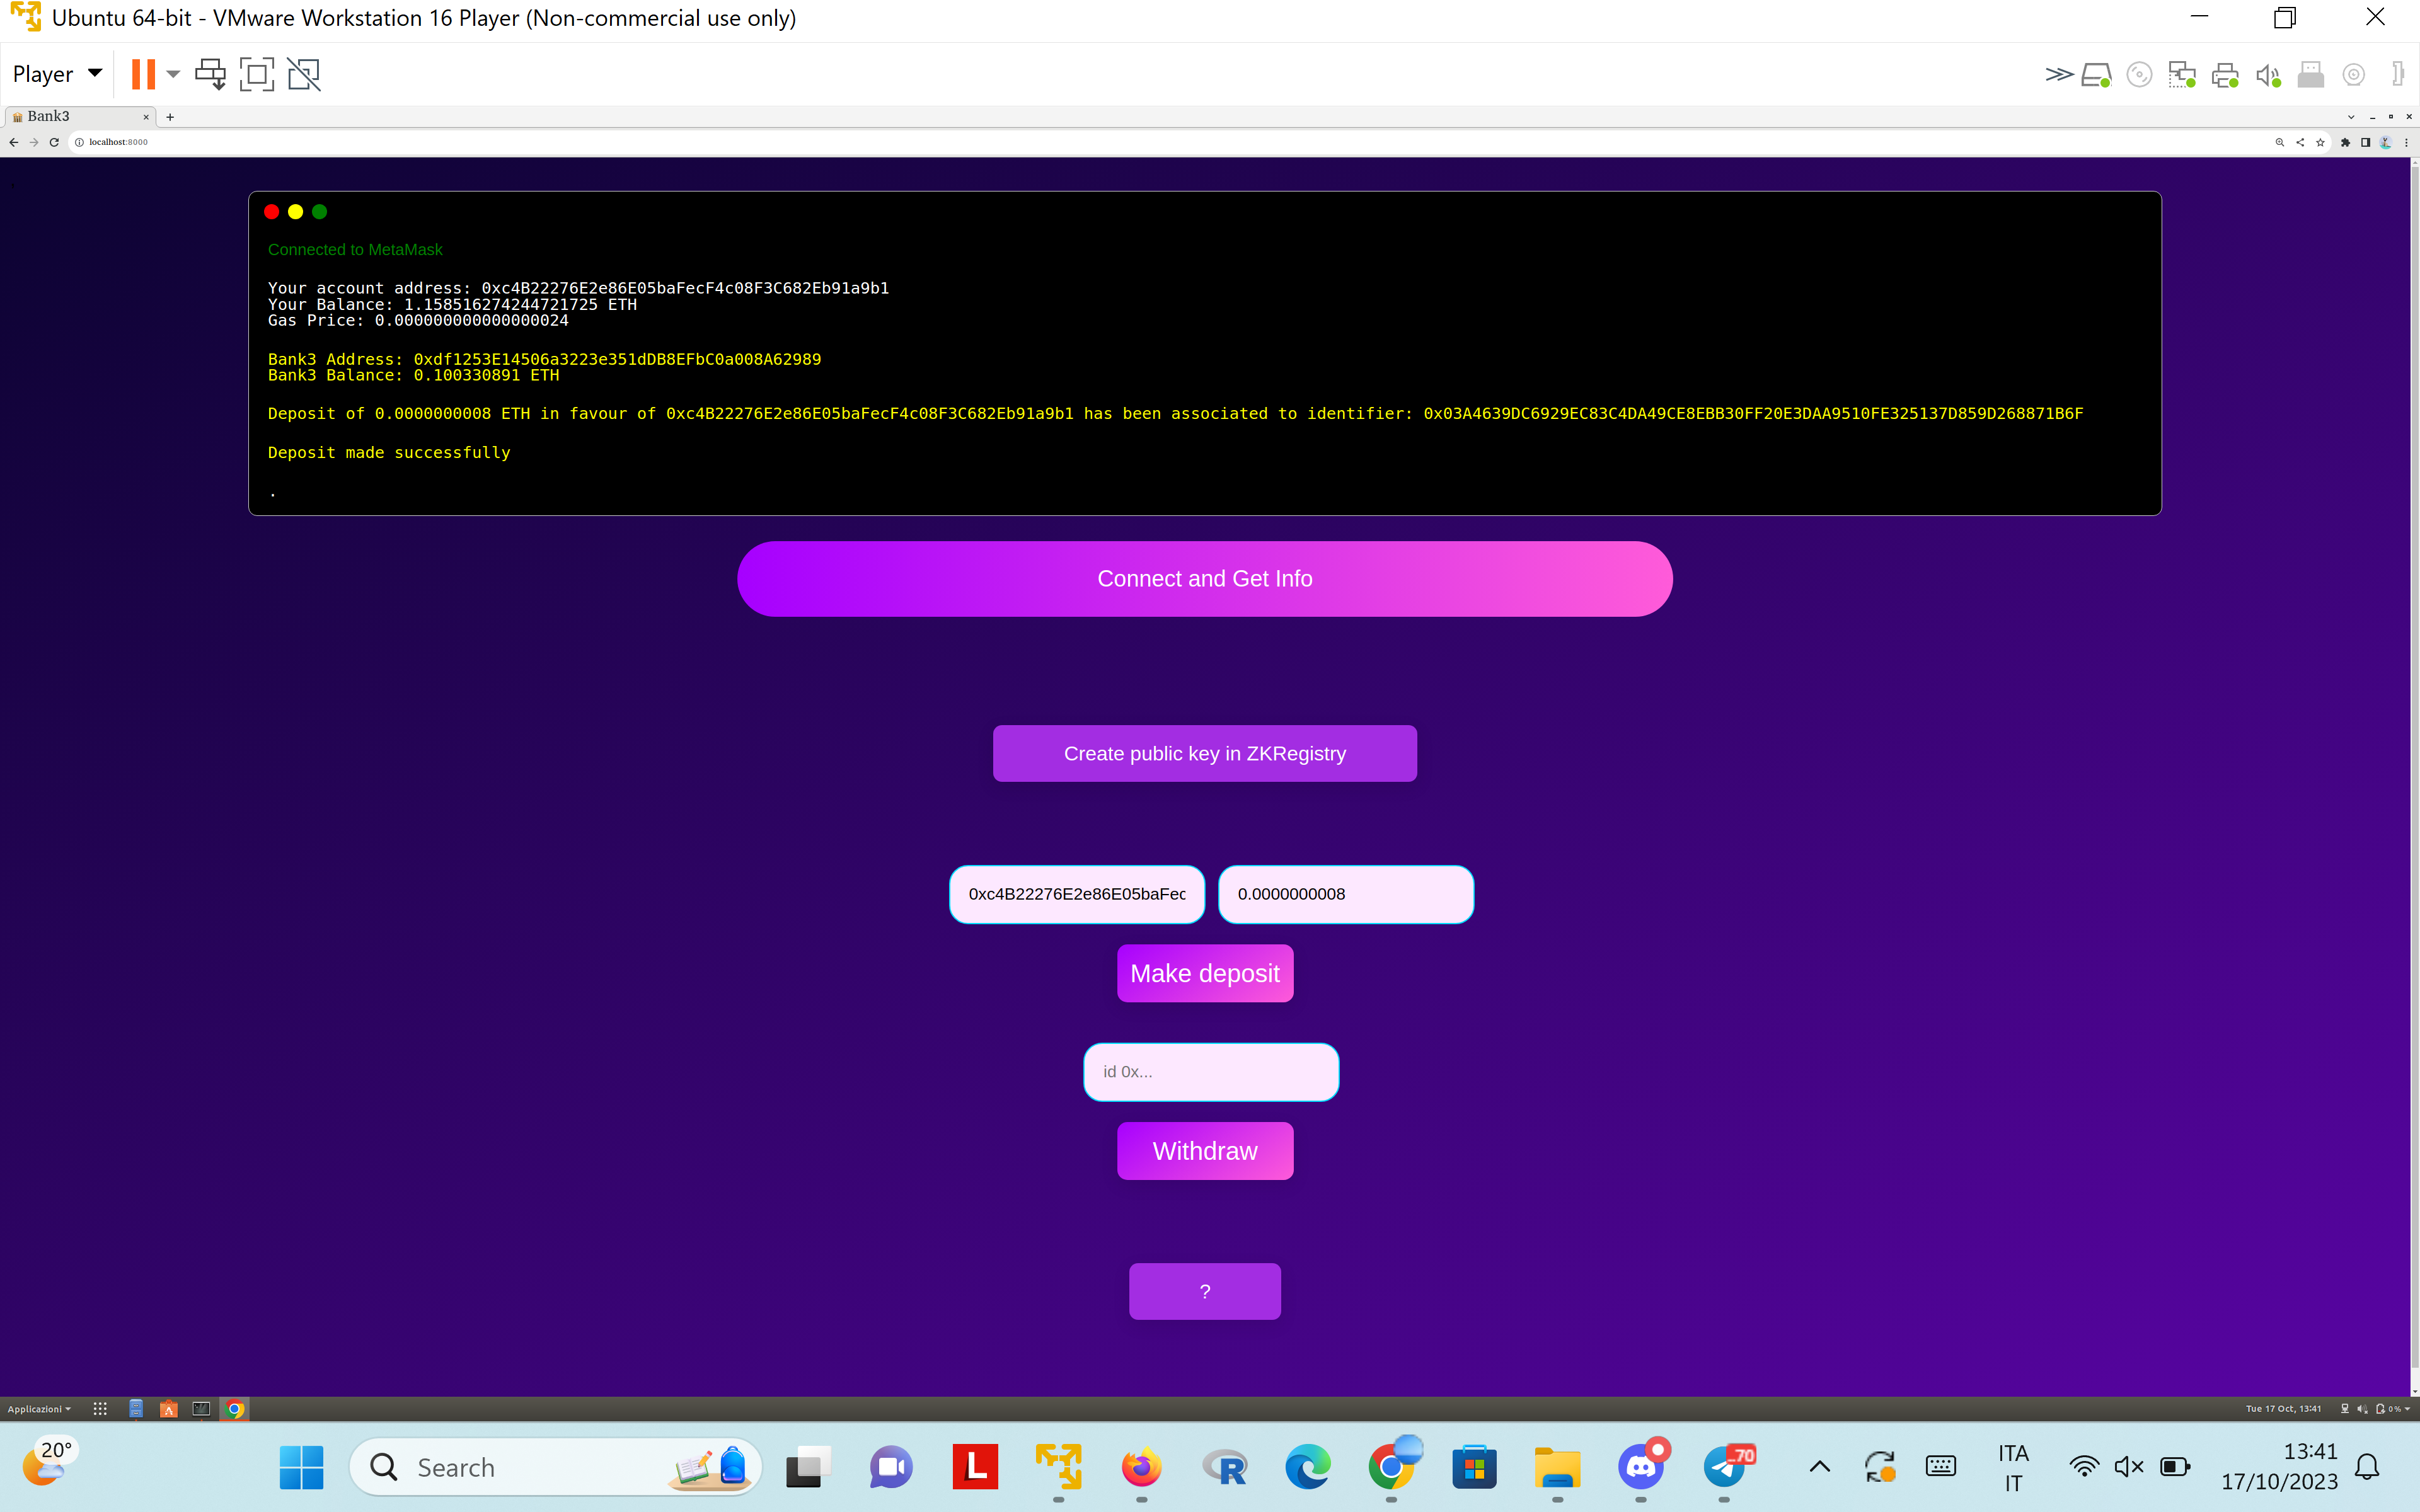 Ubuntu 64-bit - VMware Workstation 16 Player (Non-commercial use only)
Player
Bank3
localhost:8000
Connected to MetaMask
Your account address: 0xc4B22276E2e86E05baFecF4c08F3C682Eb91a9b1
Your Balance: 1.158516274244721725 ETH
Gas Price: 0.000000000000000024
Bank3 Address: 0xdf1253E14506a3223e351dDB8EFbC0a008A62989
Bank3 Balance: 0.100330891 ETH
Deposit of 0.0000000008 ETH in favour of 0xc4B22276E2e86E05baFecF4c08F3C682Eb91a9b1 has been associated to identifier: 0x03A4639DC6929EC83C4DA49CE8EBB30FF20E3DAA9510FE325137D859D268871B6F
Deposit made successfully
.
Connect and Get Info
Create public key in ZKRegistry
0xc4B22276E2e86E05baFec 0.0000000008
Make deposit
id 0x...
Withdraw
?
Applicazioni
Tue 17 Oct, 13:41
0 %
20°
Search
L
R
70
ITA
IT
13:41
17/10/2023